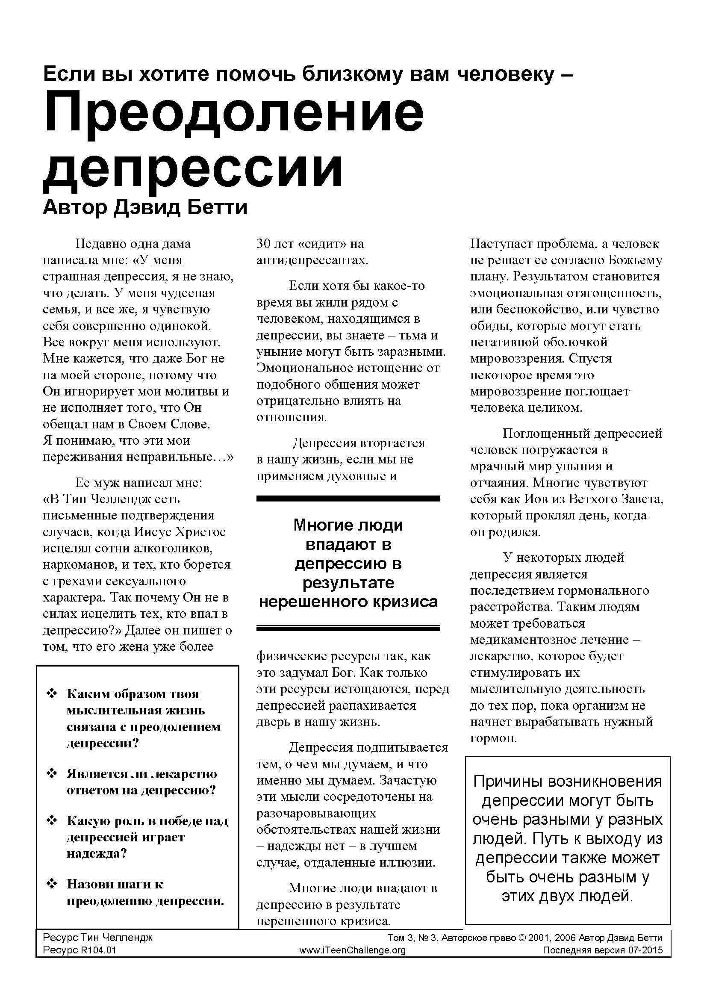 Если вы хотите помочь близкому вам человеку –
Преодоление
депрессии
Автор Дэвид Бетти
Недавно одна дама
написала мне: «У меня
страшная депрессия, я не знаю,
что делать. У меня чудесная
семья, и все же, я чувствую
себя совершенно одинокой.
Все вокруг меня используют.
Мне кажется, что даже Бог не
на моей стороне, потому что
Он игнорирует мои молитвы и
не исполняет того, что Он
обещал нам в Своем Слове.
Я понимаю, что эти мои
переживания неправильные…»
Ее муж написал мне:
«В Тин Челлендж есть
письменные подтверждения
случаев, когда Иисус Христос
исцелял сотни алкоголиков,
наркоманов, и тех, кто борется
с грехами сексуального
характера. Так почему Он не в
силах исцелить тех, кто впал в
депрессию?» Далее он пишет о
том, что его жена уже более
❖ Каким образом твоя
мыслительная жизнь
связана с преодолением
депрессии?
❖ Является ли лекарство
ответом на депрессию?
❖ Какую роль в победе над
депрессией играет
надежда?
❖ Назови шаги к
преодолению депрессии.
30 лет «сидит» на
антидепрессантах.
Если хотя бы какое-то
время вы жили рядом с
человеком, находящимся в
депрессии, вы знаете – тьма и
уныние могут быть заразными.
Эмоциональное истощение от
подобного общения может
отрицательно влиять на
отношения.
Депрессия вторгается
в нашу жизнь, если мы не
применяем духовные и
Многие люди
впадают в
депрессию в
результате
нерешенного кризиса
физические ресурсы так, как
это задумал Бог. Как только
эти ресурсы истощаются, перед
депрессией распахивается
дверь в нашу жизнь.
Депрессия подпитывается
тем, о чем мы думаем, и что
именно мы думаем. Зачастую
эти мысли сосредоточены на
разочаровывающих
обстоятельствах нашей жизни
– надежды нет – в лучшем
случае, отдаленные иллюзии.
Многие люди впадают в
депрессию в результате
нерешенного кризиса.
Наступает проблема, а человек
не решает ее согласно Божьему
плану. Результатом становится
эмоциональная отягощенность,
или беспокойство, или чувство
обиды, которые могут стать
негативной оболочкой
мировоззрения. Спустя
некоторое время это
мировоззрение поглощает
человека целиком.
Поглощенный депрессией
человек погружается в
мрачный мир уныния и
отчаяния. Многие чувствуют
себя как Иов из Ветхого Завета,
который проклял день, когда
он родился.
У некоторых людей
депрессия является
последствием гормонального
расстройства. Таким людям
может требоваться
медикаментозное лечение –
лекарство, которое будет
стимулировать их
мыслительную деятельность
до тех пор, пока организм не
начнет вырабатывать нужный
гормон.
Причины возникновения
депрессии могут быть
очень разными у разных
людей. Путь к выходу из
депрессии также может
быть очень разным у
этих двух людей.
Ресурс Тин Челлендж Том 3, № 3, Авторское право © 2001, 2006 Автор Дэвид Бетти
Ресурс R104.01 www.iTeenChallenge.org Последняя версия 07-2015